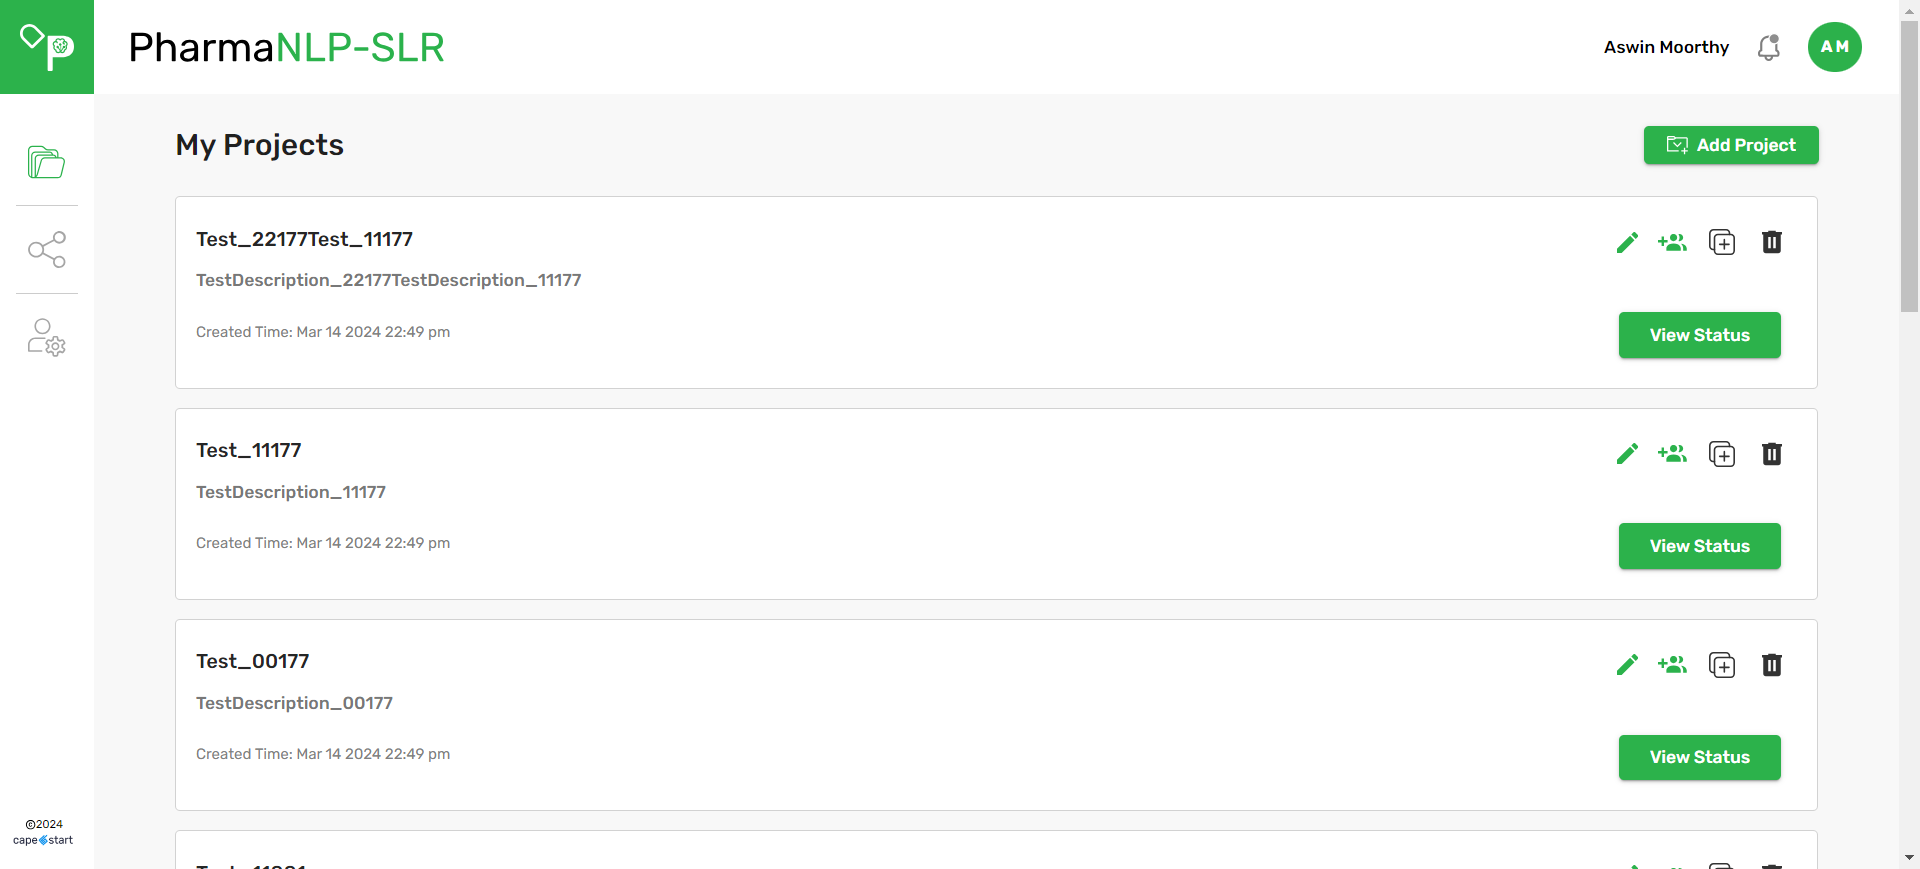 PharmaNLP-SLR
Aswin Moorthy
AM
My Projects
Add Project
Test_22177Test_11177
TestDescription_22177TestDescription_11177
Created Time: Mar 14 2024 22:49 pm
View Status
Test_11177
TestDescription_11177
Created Time: Mar 14 2024 22:49 pm
View Status
Test_00177
TestDescription_00177
Created Time: Mar 14 2024 22:49 pm
View Status
©2024
capestart